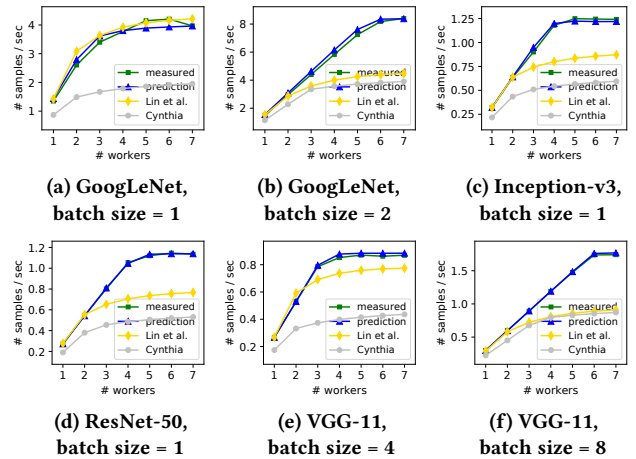 # samples / sec
4
3
2
1
measured
prediction
Lin et al.
Cynthia
1 2 3 4 5 6 7
# workers
(a) GoogLeNet,
batch size = 1
# samples / sec
8
6
4
2
measured
prediction
Lin et al.
Cynthia
1 2 3 4 5 6 7
# workers
(b) GoogLeNet,
batch size = 2
# samples / sec
1.25
1.00
0.75
0.50
0.25
measured
prediction
Lin et al.
Cynthia
1 2 3 4 5 6 7
# workers
(c) Inception-v3,
batch size = 1
# samples / sec
1.2
1.0
0.8
0.6
0.4
0.2
measured
prediction
Lin et al.
Cynthia
1 2 3 4 5 6 7
# workers
(d) ResNet-50,
batch size = 1
# samples / sec
0.8
0.6
0.4
0.2
measured
prediction
Lin et al.
Cynthia
1 2 3 4 5 6 7
# workers
(e) VGG-11,
batch size = 4
# samples / sec
1.5
1.0
0.5
measured
prediction
Lin et al.
Cynthia
1 2 3 4 5 6 7
# workers
(f) VGG-11,
batch size = 8